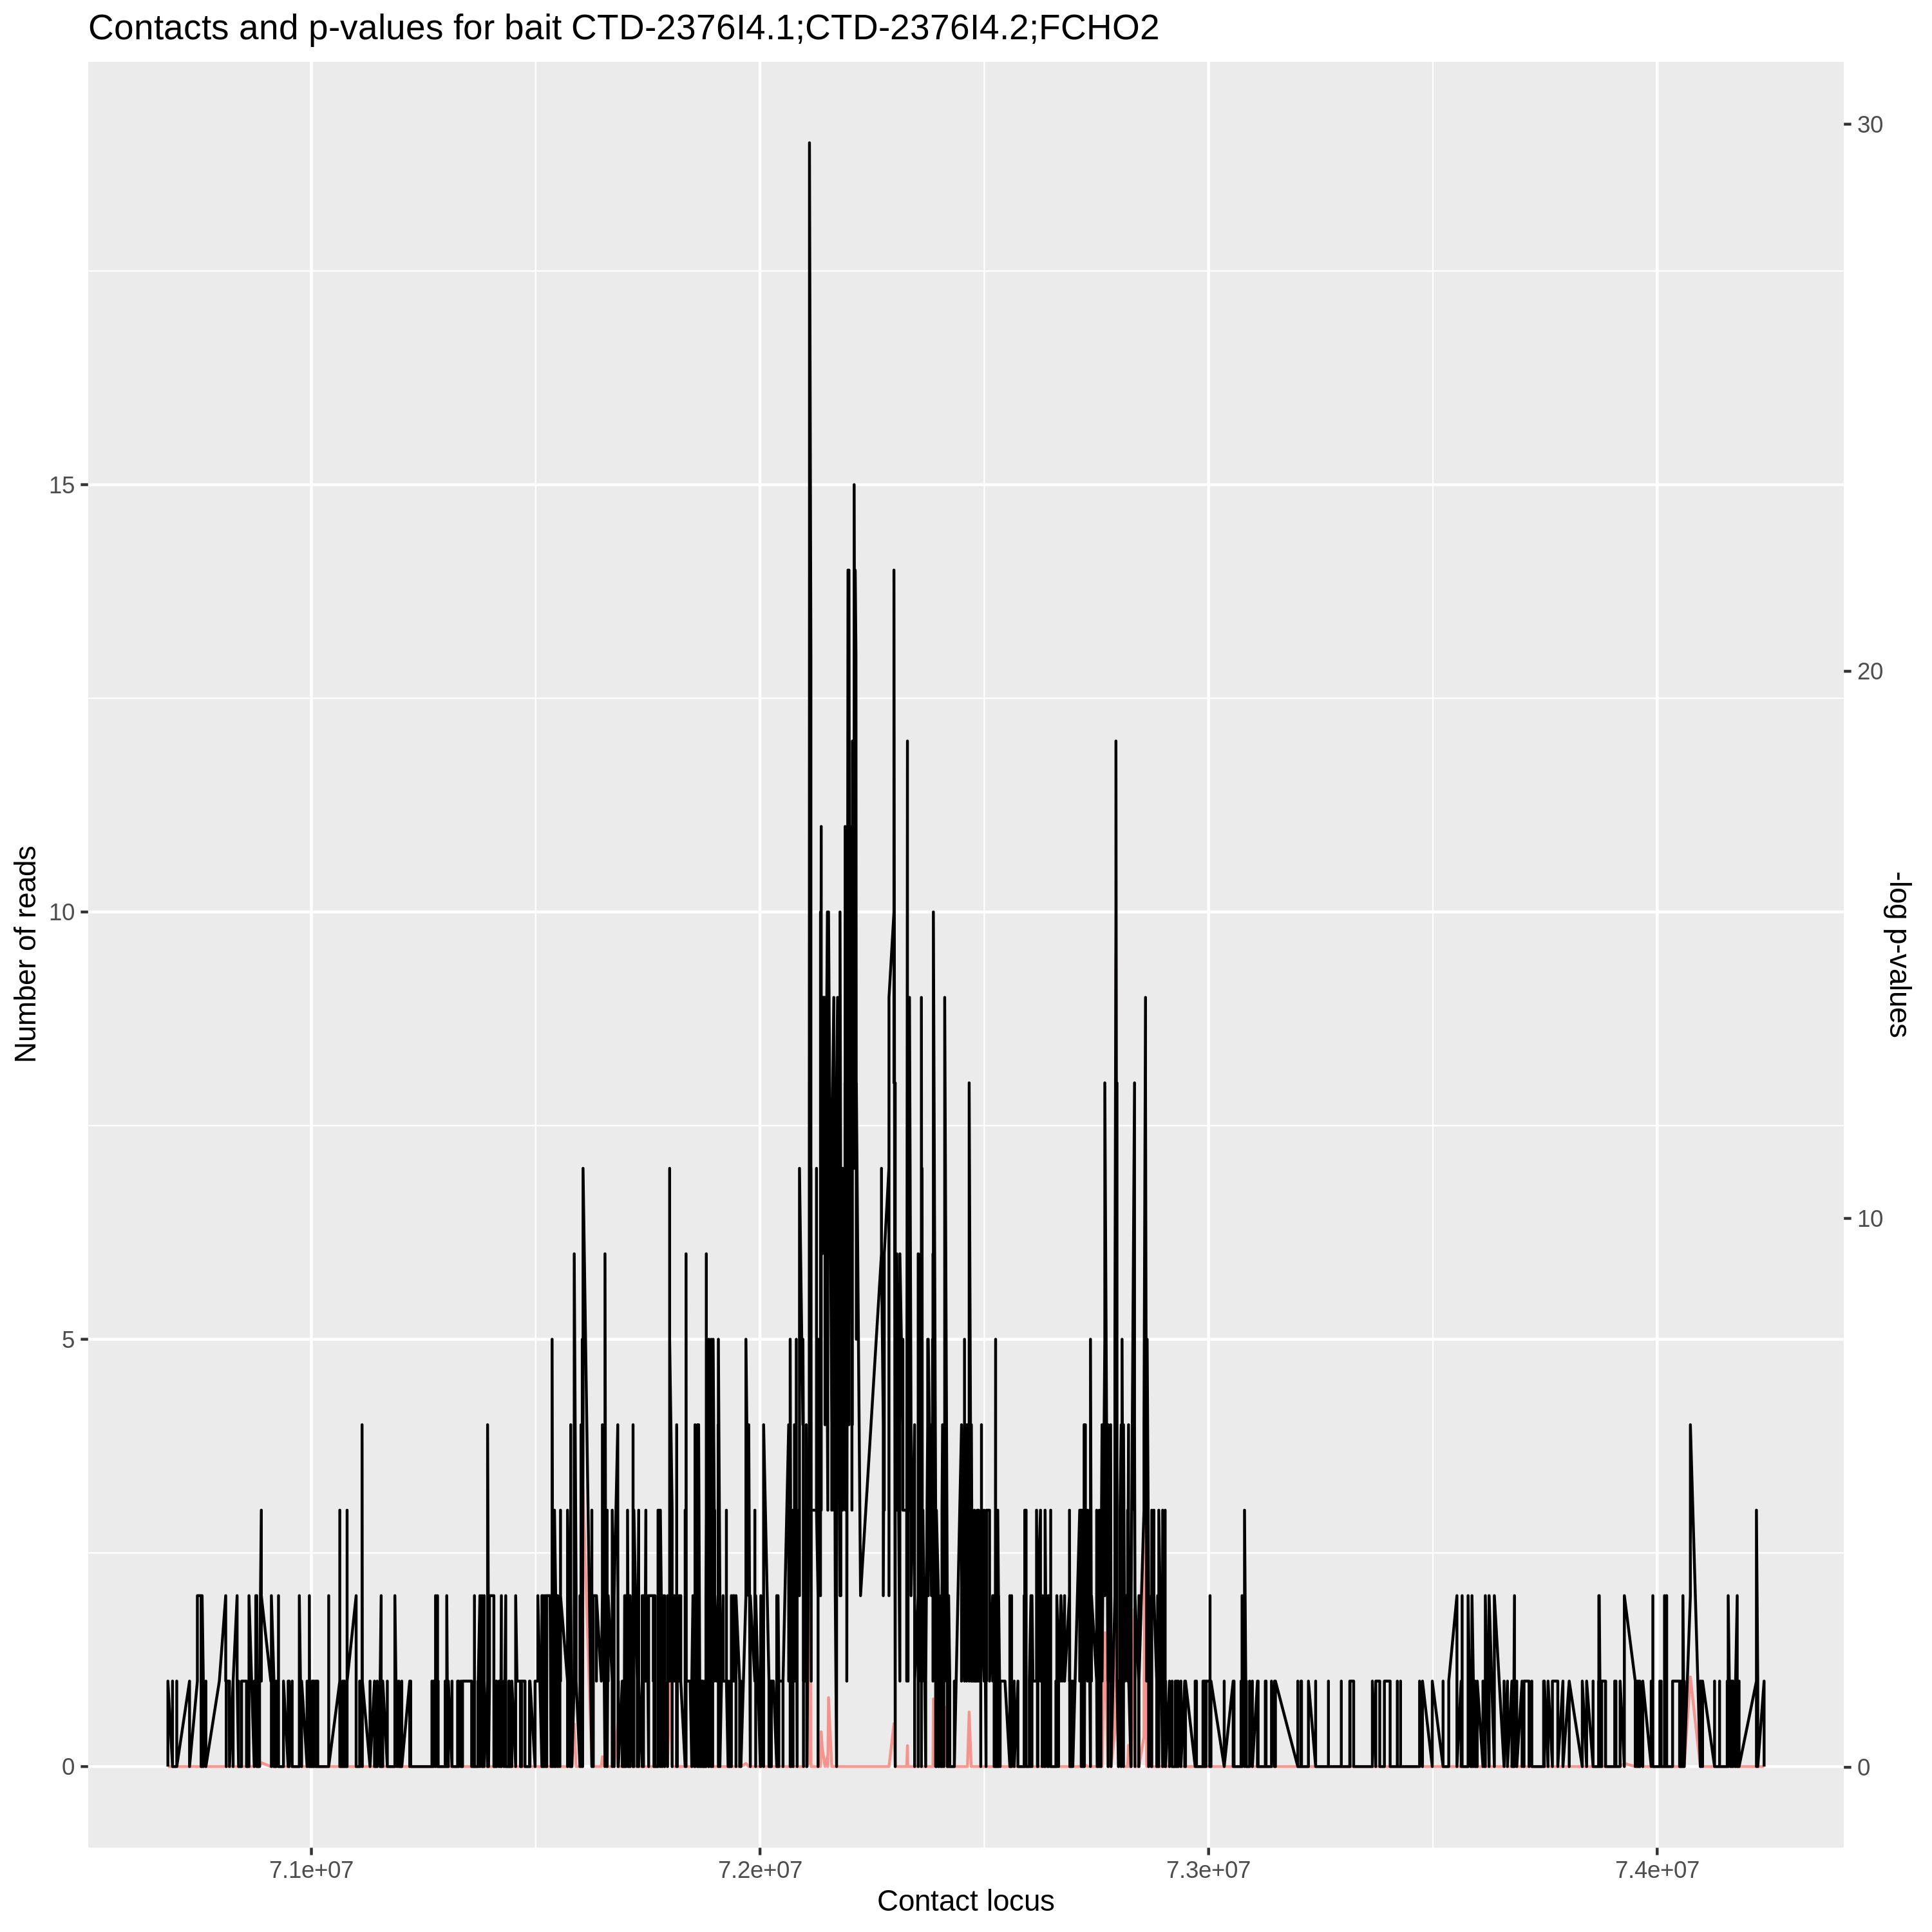 Contacts and p-values for bait CTD-2376I4.1;CTD-2376I4.2;FCHO2
30
15
20
10
10
5
0
0
Number of reads
-log p-values
7.1e+07 7.2e+07 7.3e+07 7.4e+07
Contact locus